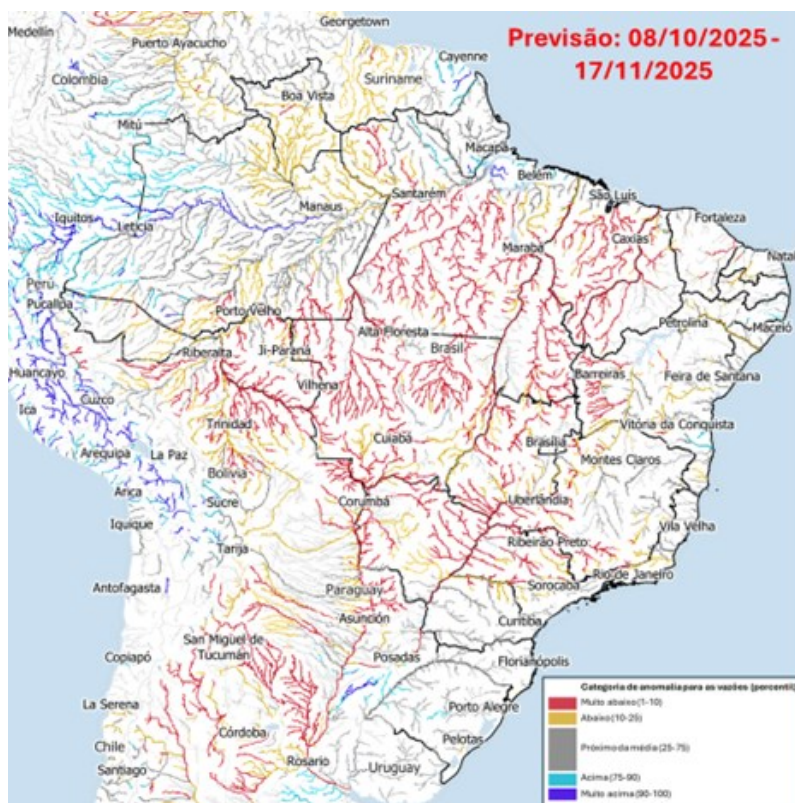 Previsão: 08/10/2025-
17/11/2025
Georgetown
Medellín
Puerto Ayacucho
Cayenne
Colombia
Suriname
Boa Vista
Mitú
Macapá
Belém
Santarém
São Luís
Manaus
Fortaleza
Iquitos
Leticia
Caxias
Marabá
Natal
Perú
Pucallpa
Porto Velho
Petrolina
Maceió
Alta Floresta
Riberalta
Ji-Paraná
Brasil
Huancayo
Barreiras
Feira de Santana
Vilhena
Cuzco
Ica
Trinidad
Vitória da Conquista
Cuiabá
Brasília
Arequipa
La Paz
Montes Claros
Bolivia
Arica
Sucre
Corumbá
Uberlândia
Iquique
Vila Velha
Ribeirão Preto
Tarija
Rio de Janeiro
Antofagasta
Paraguay
Sorocaba
Asunción
Curitiba
San Miguel de
Tucumán
Copiapó
Posadas
Florianópolis
La Serena
Porto Alegre
Córdoba
Pelotas
Chile
Rosario
Santiago
Uruguay
Categoria de anomalia para as vazões (percentil)
Muito abaixo (1-10)
Abaixo (10-25)
Próximo da média (25-75)
Acima (75-90)
Muito acima (90-100)